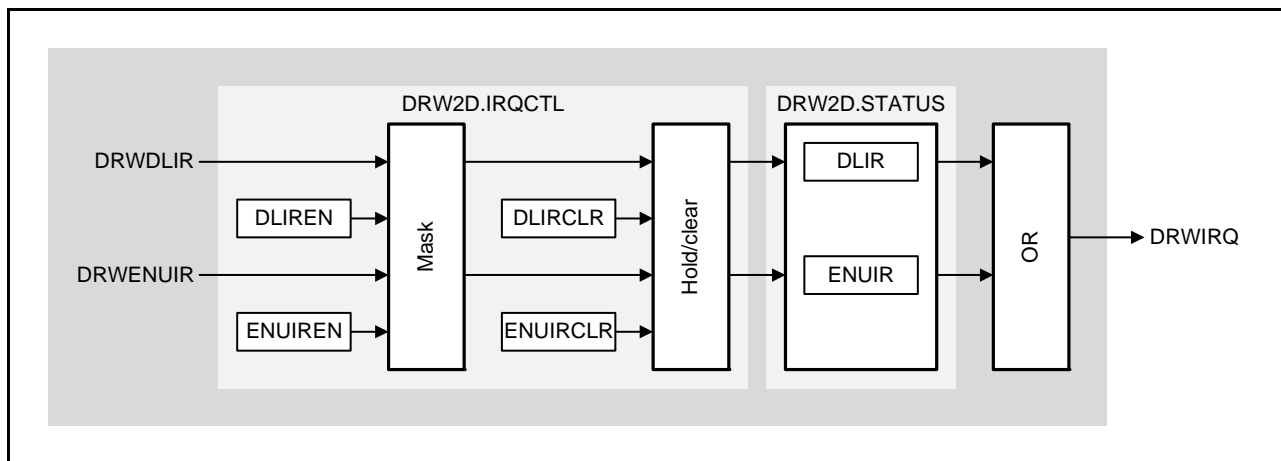 DRW2D.IRQCTL
DRW2D.STATUS
DRWDLIR
DLIR
DLIREN
DLIRCLR
Mask
Hold/clear
OR
DRWIRQ
DRWENUIR
ENUIR
ENUIREN
ENUIRCLR